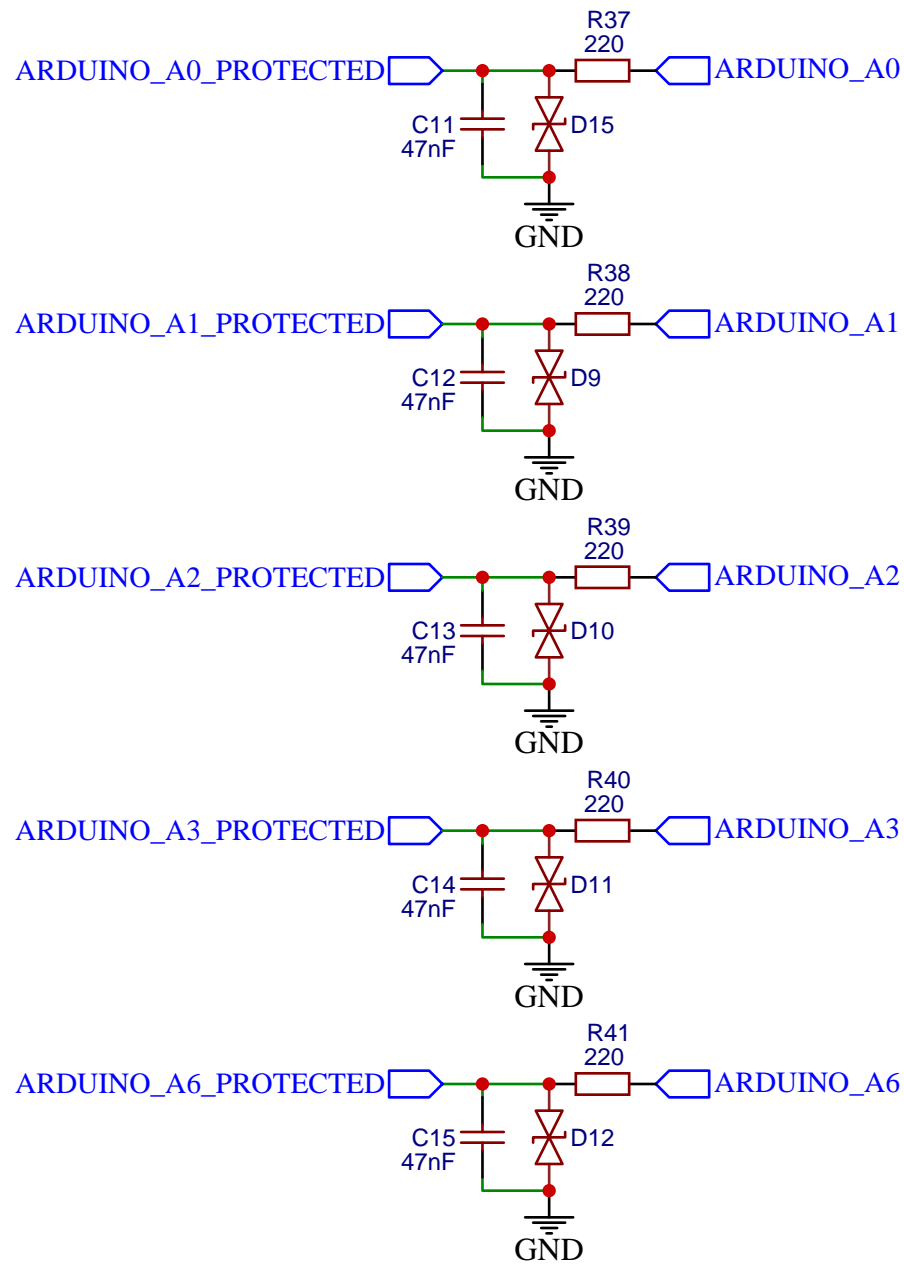 R37
220
ARDUINO_A0_PROTECTED
ARDUINO_A0
C11
47nF
D15
GND
R38
220
ARDUINO_A1_PROTECTED
ARDUINO_A1
C12
47nF
D9
GND
R39
220
ARDUINO_A2_PROTECTED
ARDUINO_A2
C13
47nF
D10
GND
R40
220
ARDUINO_A3_PROTECTED
ARDUINO_A3
C14
47nF
D11
GND
R41
220
ARDUINO_A6_PROTECTED
ARDUINO_A6
C15
47nF
D12
GND